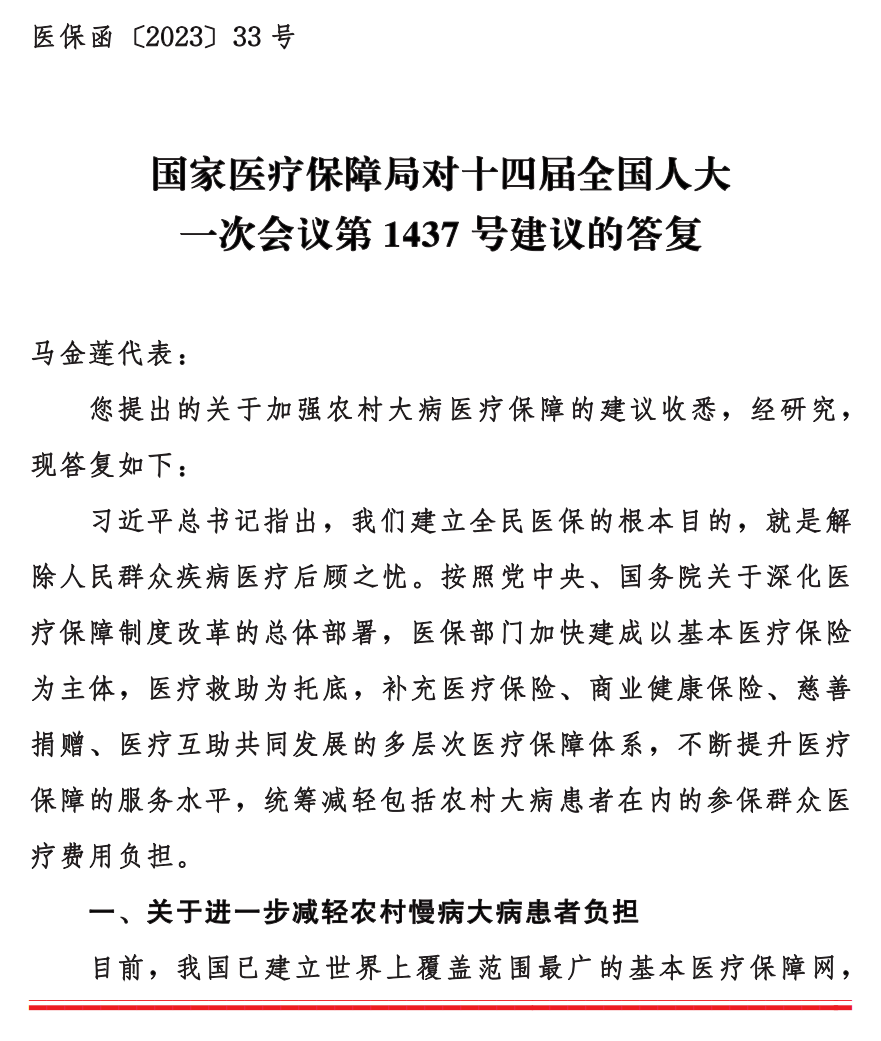 医保函〔2023〕33 号
国家医疗保障局对十四届全国人大
一次会议第 1437 号建议的答复
马金莲代表：
您提出的关于加强农村大病医疗保障的建议收悉，经研究，
现答复如下：
习近平总书记指出，我们建立全民医保的根本目的，就是解
除人民群众疾病医疗后顾之忧。按照党中央、国务院关于深化医
疗保障制度改革的总体部署，医保部门加快建成以基本医疗保险
为主体，医疗救助为托底，补充医疗保险、商业健康保险、慈善
捐赠、医疗互助共同发展的多层次医疗保障体系，不断提升医疗
保障的服务水平，统筹减轻包括农村大病患者在内的参保群众医
疗费用负担。
一、关于进一步减轻农村慢病大病患者负担
目前，我国已建立世界上覆盖范围最广的基本医疗保障网，